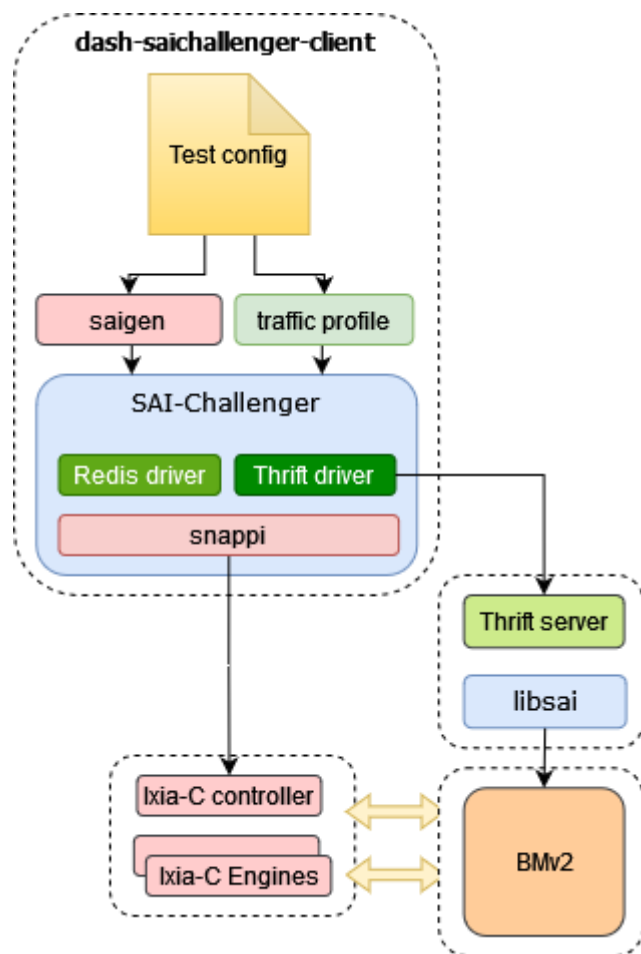 dash-saichallenger-client
Test config
saigen
traffic profile
SAI-Challenger
Redis driver
Thrift driver
snappi
Thrift server
libsai
Ixia-C controller
Ixia-C Engines
BMv2